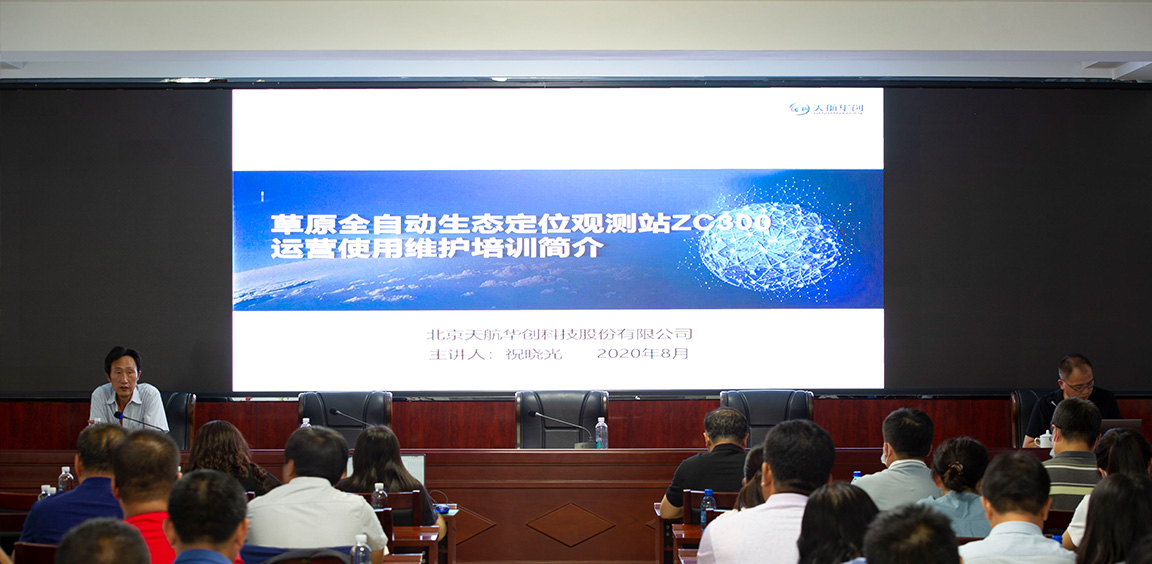 天航华创
草原全自动生态定位观测站ZC300
运营使用维护培训简介
北京天航华创科技股份有限公司
主讲人：祝晓光 2020年8月